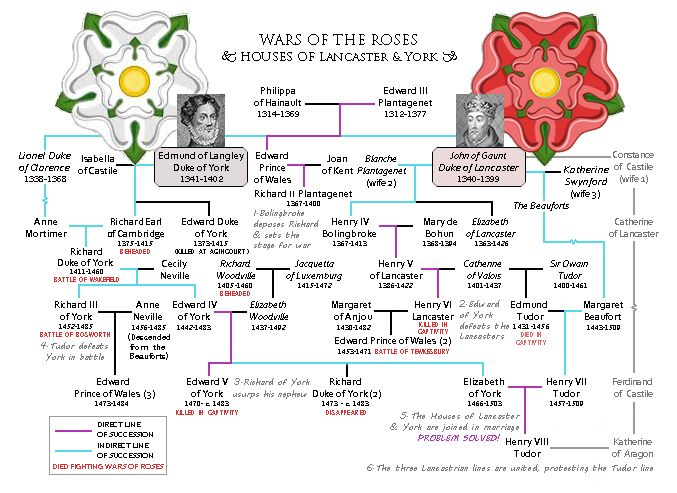 WARS OF THE ROSES
& HOUSES OF LANCASTER & YORK
Philippa
of Hainault
1314-1369
Edward III
Plantagenet
1312-1377
Lionel Duke
of Clarence
1338-1368
Isabella
of Castile
Edmund of Langley
Duke of York
1341-1402
Edward
Prince
of Wales
Joan
of Kent
Blanche
Plantagenet
(wife 2)
John of Gaunt
Duke of Lancaster
1340-1399
Katherine
Swynford
(wife 3)
Constance
of Castile
(wife 1)
Richard II Plantagenet
1367-1400
The Beauforts
Anne
Mortimer
Richard Earl
of Cambridge
1375-1415
BEHEADED
Edward Duke
of York
1373-1415
(KILLED AT AGINCOURT)
1-Bolingbroke
deposes Richard
& sets the
stage for war
Henry IV
Bolingbroke
1367-1413
Mary de
Bohun
1368-1394
Elizabeth
of Lancaster
1363-1426
Catherine
of Lancaster
Richard
Duke of York
1411-1460
BATTLE OF WAKEFIELD
Cecily
Neville
Richard
Woodville
1405-1460
BEHEADED
Jacquetta
of Luxemburg
1415-1472
Henry V
of Lancaster
1386-1422
Catherine
of Valois
1401-1437
Sir Owain
Tudor
1400-1461
Richard III
of York
1452-1485
BATTLE OF BOSWORTH
4-Tudor defeats
York in battle
Anne
Neville
1456-1485
(Descended
from the
Beauforts)
Edward IV
of York
1442-1483
Elizabeth
Woodville
1437-1492
Margaret
of Anjou
1430-1482
Henry VI
Lancaster
KILLED IN
CAPTIVITY
2-Edward
of York
defeats the
Lancasters
Edmund
Tudor
1431-1456
DIED IN
CAPTIVITY
Margaret
Beaufort
1443-1509
Edward Prince of Wales (2)
1453-1471 BATTLE OF TEWKESBURY
Edward
Prince of Wales (3)
1473-1484
Edward V
of York
1470- c. 1483
KILLED IN CAPTIVITY
3-Richard of York
usurps his nephew
Richard
Duke of York (2)
1473 - c. 1483
DISAPPEARED
Elizabeth
of York
1466-1503
Henry VII
Tudor
1457-1509
Ferdinand
of Castile
5- The Houses of Lancaster
& York are joined in marriage
PROBLEM SOLVED!
Henry VIII
Tudor
Katherine
of Aragon
DIRECT LINE
OF SUCCESSION
INDIRECT LINE
OF SUCCESSION
DIED FIGHTING WARS OF ROSES
6-The three Lancastrian lines are united, protecting the Tudor line